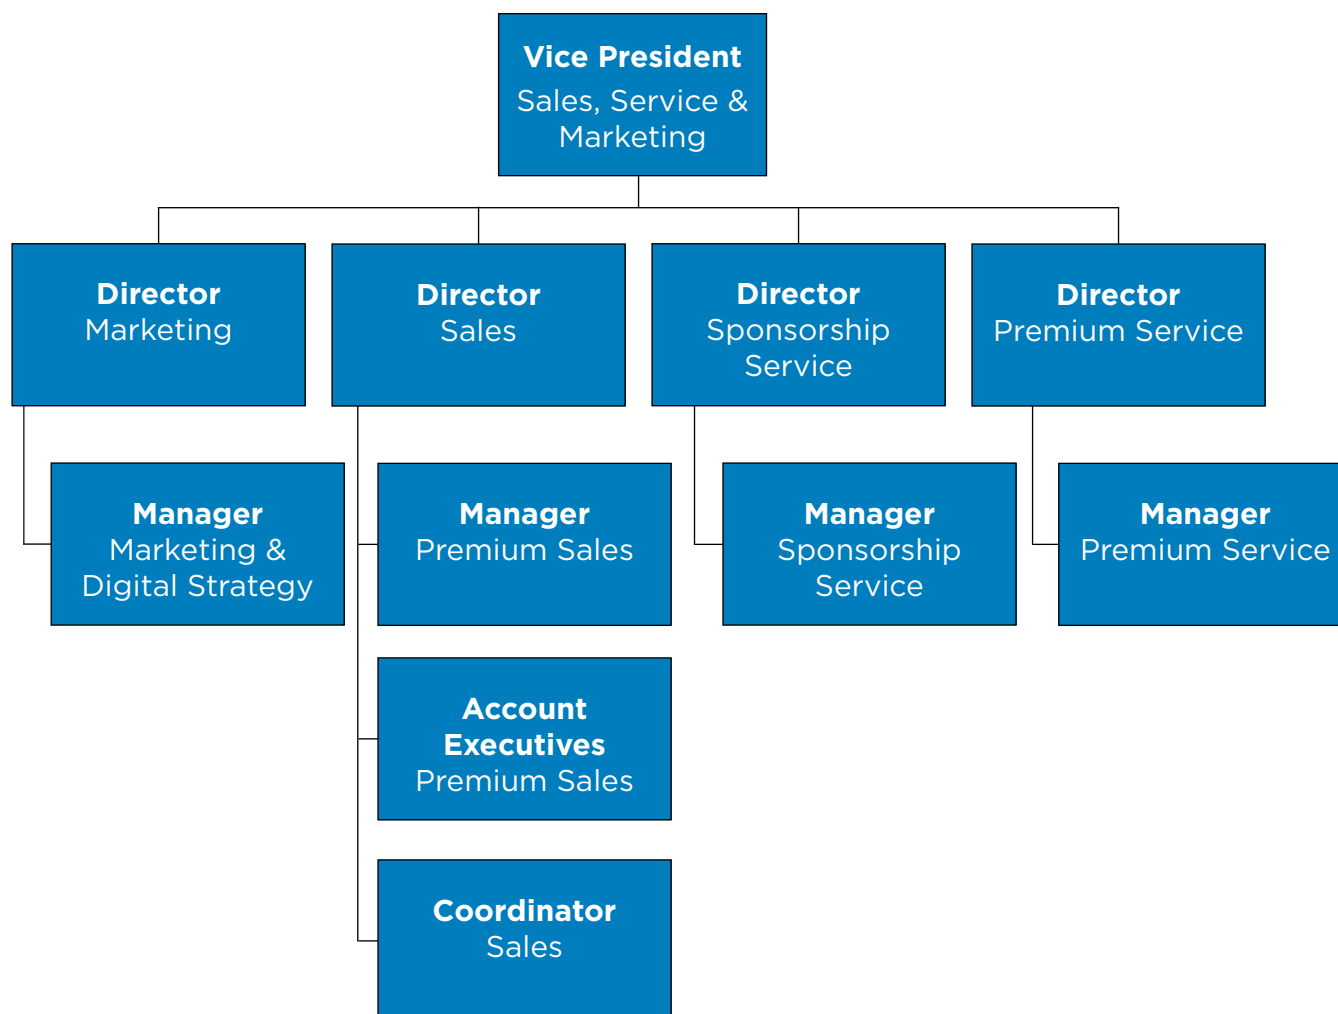 Vice President
Sales, Service &
Marketing
Director
Marketing
Director
Sales
Director
Sponsorship
Service
Director
Premium Service
Manager
Marketing &
Digital Strategy
Manager
Premium Sales
Manager
Sponsorship
Service
Manager
Premium Service
Account
Executives
Premium Sales
Coordinator
Sales